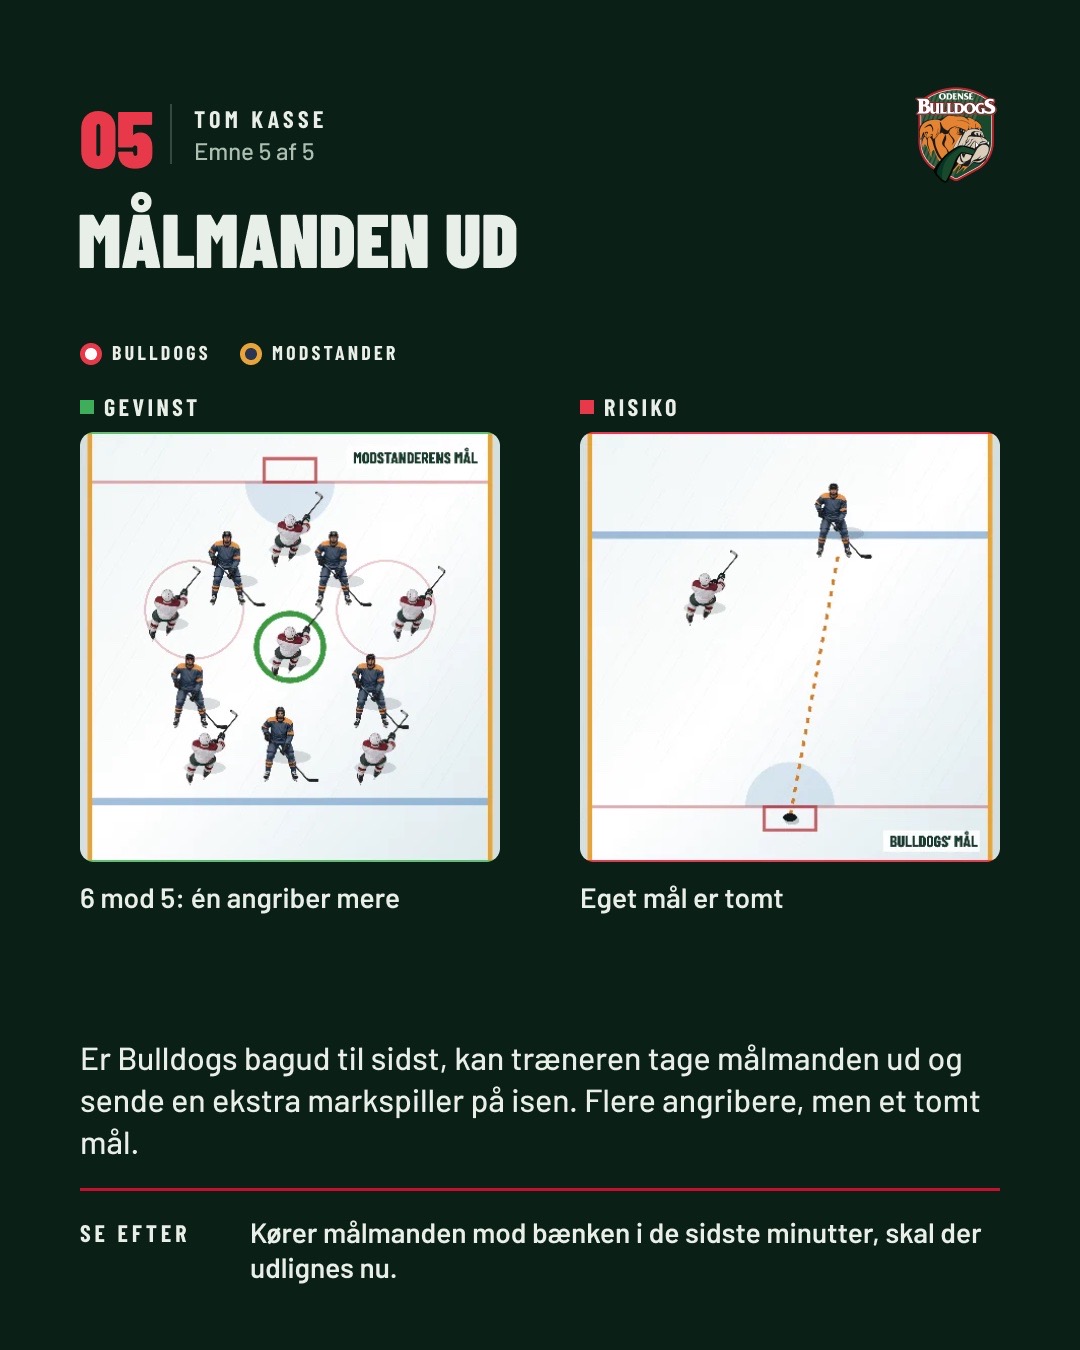 05
TOM KASSE
Emne 5 af 5
ODENSE
BULLDOGS
MÅLMANDEN UD
BULLDOGS
MODSTANDER
GEVINST
MODSTANDERENS MÅL
6 mod 5: én angriber mere
RISIKO
BULLDOGS' MÅL
Eget mål er tomt
Er Bulldogs bagud til sidst, kan træneren tage målmanden ud og
sende en ekstra markspiller på isen. Flere angribere, men et tomt
mål.
SE EFTER
Kører målmanden mod bænken i de sidste minutter, skal der
udlignes nu.